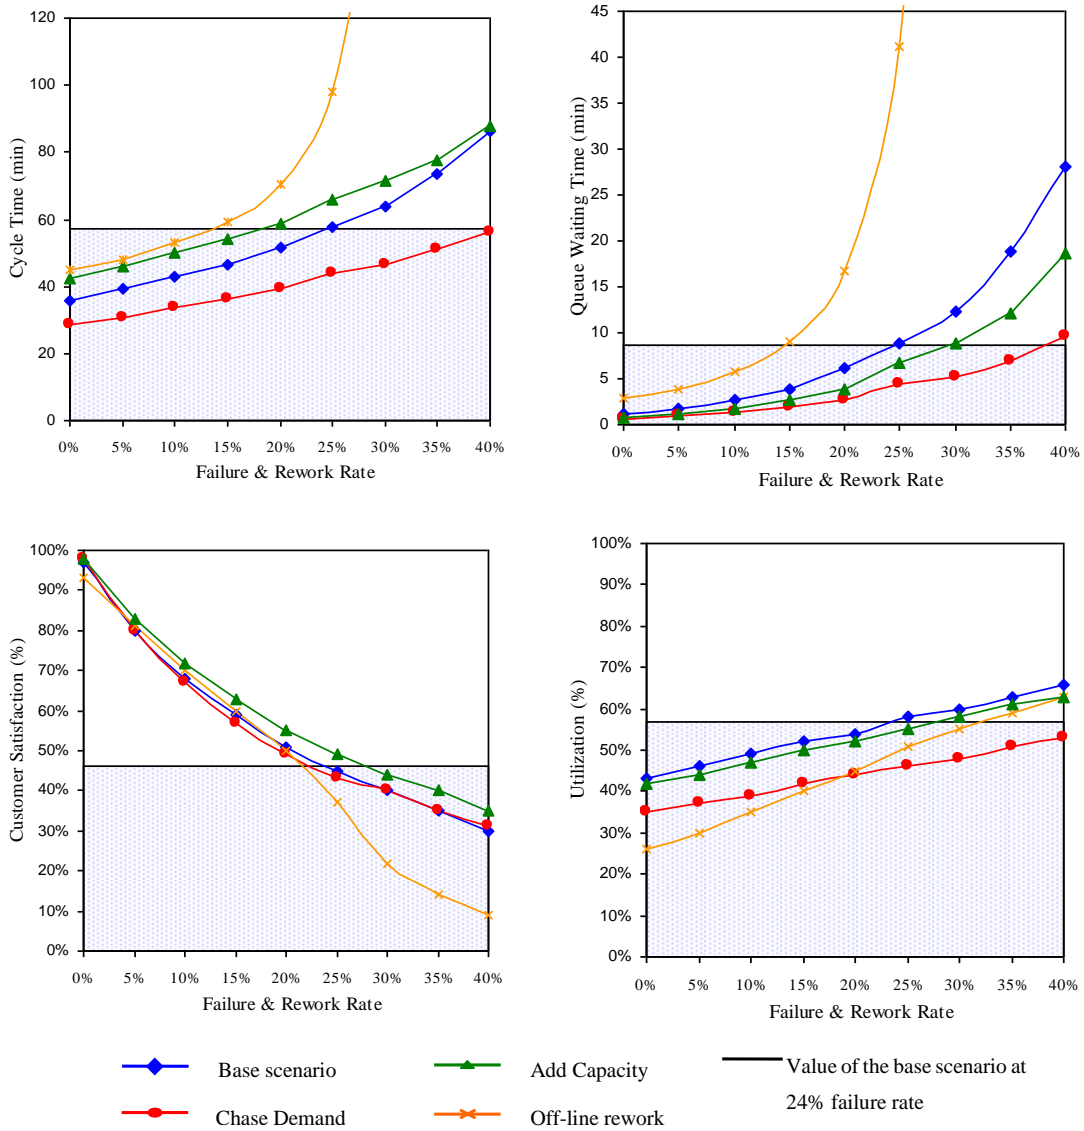 120
100
80
60
40
20
0
Cycle Time (min)
0% 5% 10% 15% 20% 25% 30% 35% 40%
Failure & Rework Rate
45
40
35
30
25
20
15
10
5
0
Queue Waiting Time (min)
0% 5% 10% 15% 20% 25% 30% 35% 40%
Failure & Rework Rate
100%
90%
80%
70%
60%
50%
40%
30%
20%
10%
0%
Customer Satisfaction (%)
0% 5% 10% 15% 20% 25% 30% 35% 40%
Failure & Rework Rate
100%
90%
80%
70%
60%
50%
40%
30%
20%
10%
0%
Utilization (%)
0% 5% 10% 15% 20% 25% 30% 35% 40%
Failure & Rework Rate
Base scenario
Chase Demand
Add Capacity
Off-line rework
Value of the base scenario at
24% failure rate